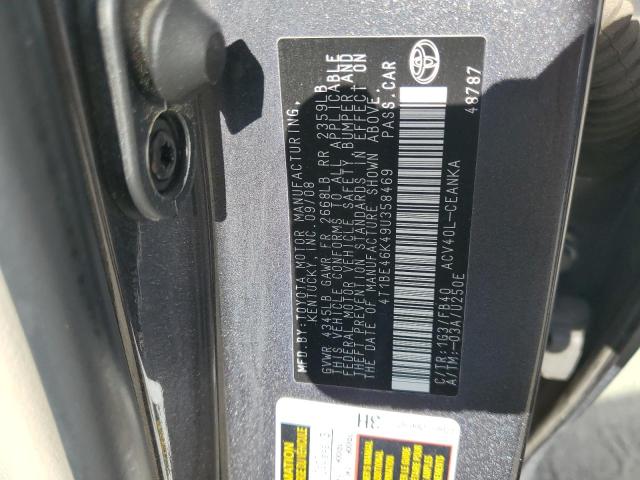 MFD.BY:TOYOTA MOTOR MANUFACTURING,
KENTUCKY, INC. 09/08
GVWR 4345LB GAWR FR 2668LB RR 2359LB
THIS VEHICLE CONFORMS TO ALL APPLICABLE
FEDERAL MOTOR VEHICLE SAFETY BUMPER, AND
THEFT PREVENTION STANDARDS IN EFFECT ON
THE DATE OF MANUFACTURE SHOWN ABOVE.
4T1BE46K49U358469 PASS.CAR
C/TR:1G3/FB40 ACV40L-CEANKA
A/TM:-03A/U250E 48787